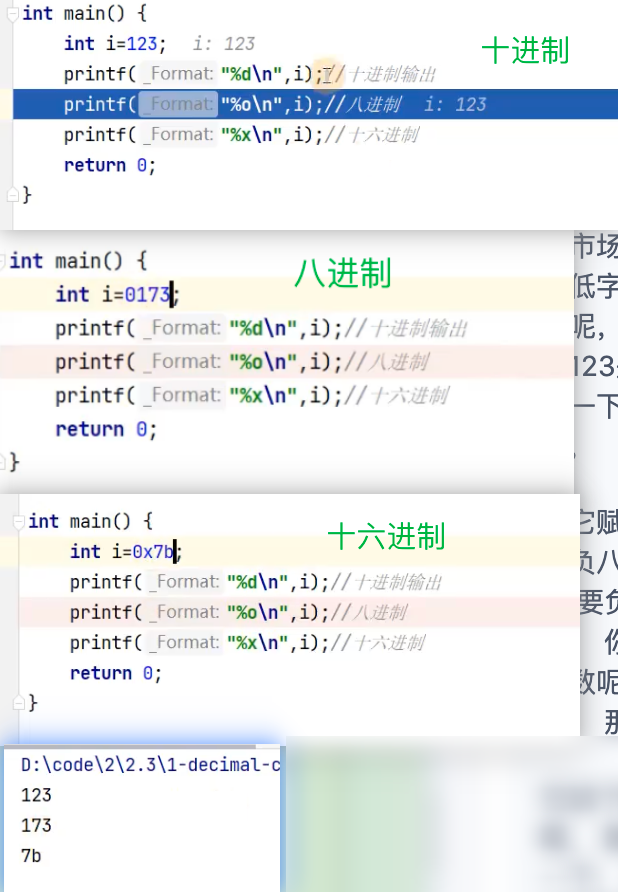 int main() {
int i=123; i: 123
十进制
printf( _Format: "%d\n",i);//十进制输出
printf( _Format: "%o\n",i);//八进制 i: 123
printf( _Format: "%x\n",i);//十六进制
return 0;
}
int main() {
八进制
int i=0173;
printf( _Format: "%d\n",i);//十进制输出
printf( _Format: "%o\n",i);//八进制
printf( _Format: "%x\n",i);//十六进制
return 0;
}
市场
低字
呢，
123
一下
int main() {
十六进制
int i=0x7b;
printf( _Format: "%d\n",i);//十进制输出
printf( _Format: "%o\n",i);//八进制
printf( _Format: "%x\n",i);//十六进制
return 0;
}
它赋
负八
要负
你
数呢
那
D:\code\2\2.3\1-decimal-c
123
173
7b